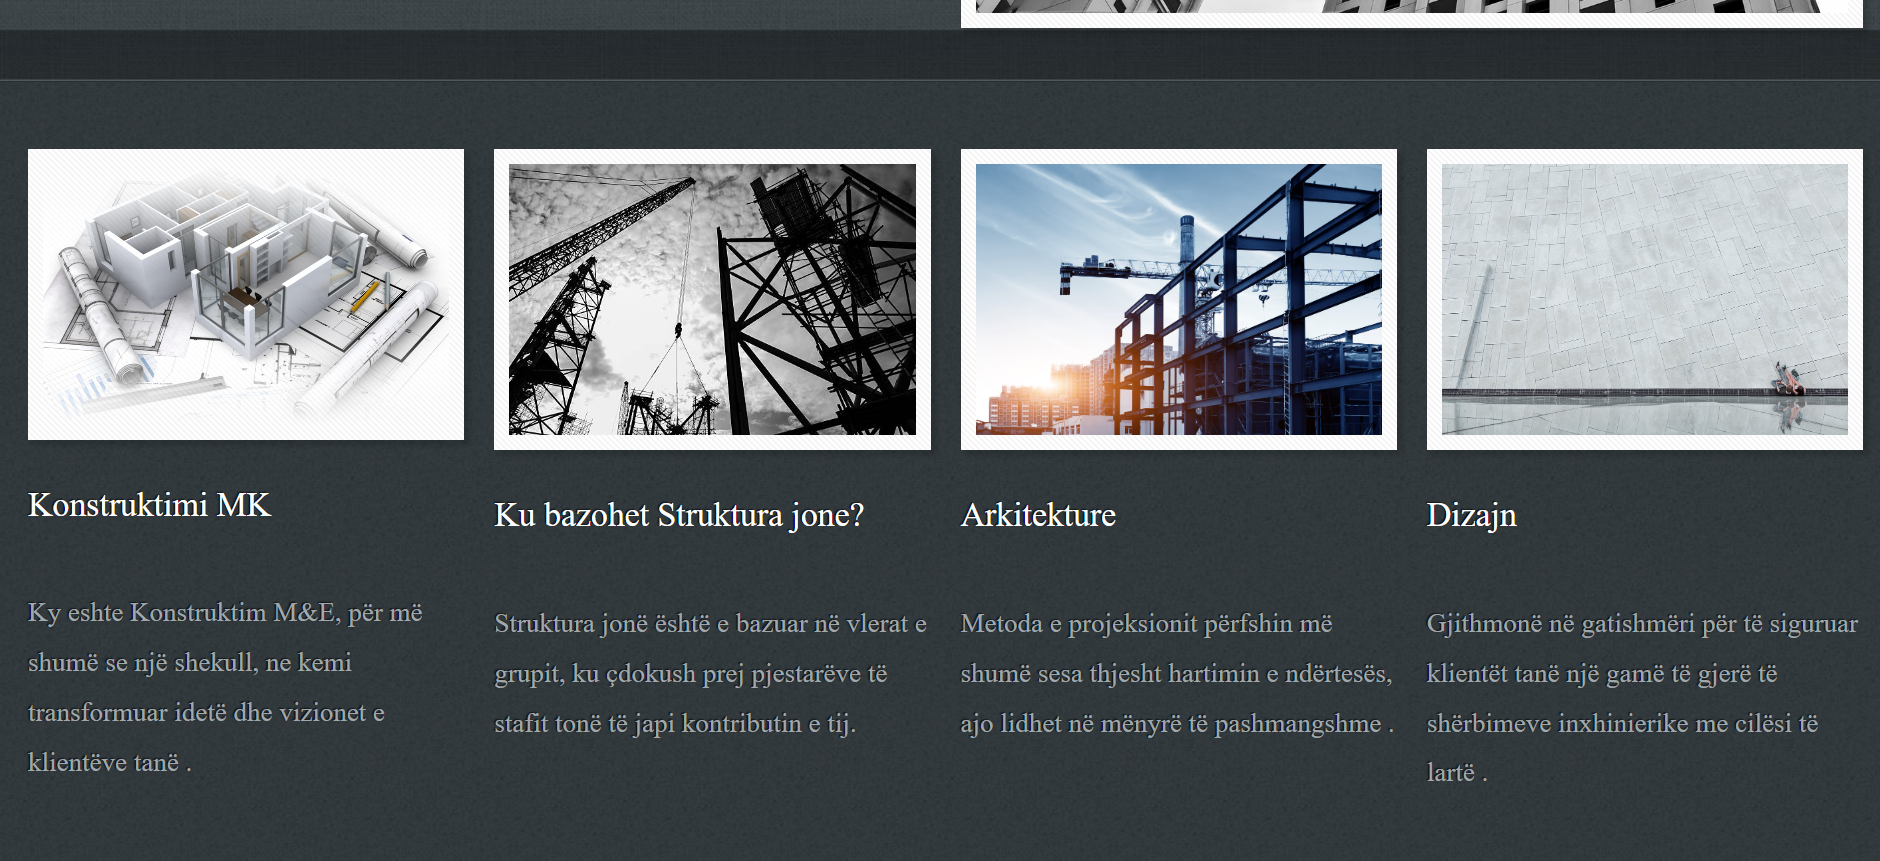 Konstruktimi MK
Ky eshte Konstruktim M&E, për më
shumë se një shekull, ne kemi
transformuar idetë dhe vizionet e
klientëve tanë .
Ku bazohet Struktura jone?
Struktura jonë është e bazuar në vlerat e
grupit, ku çdokush prej pjestarëve të
stafit tonë të japi kontributin e tij.
Arkitekture
Metoda e projeksionit përfshin më
shumë sesa thjesht hartimin e ndërtesës,
ajo lidhet në mënyrë të pashmangshme .
Dizajn
Gjithmonë në gatishmëri për të siguruar
klientët tanë një gamë të gjerë të
shërbimeve inxhinierike me cilësi të
lartë .